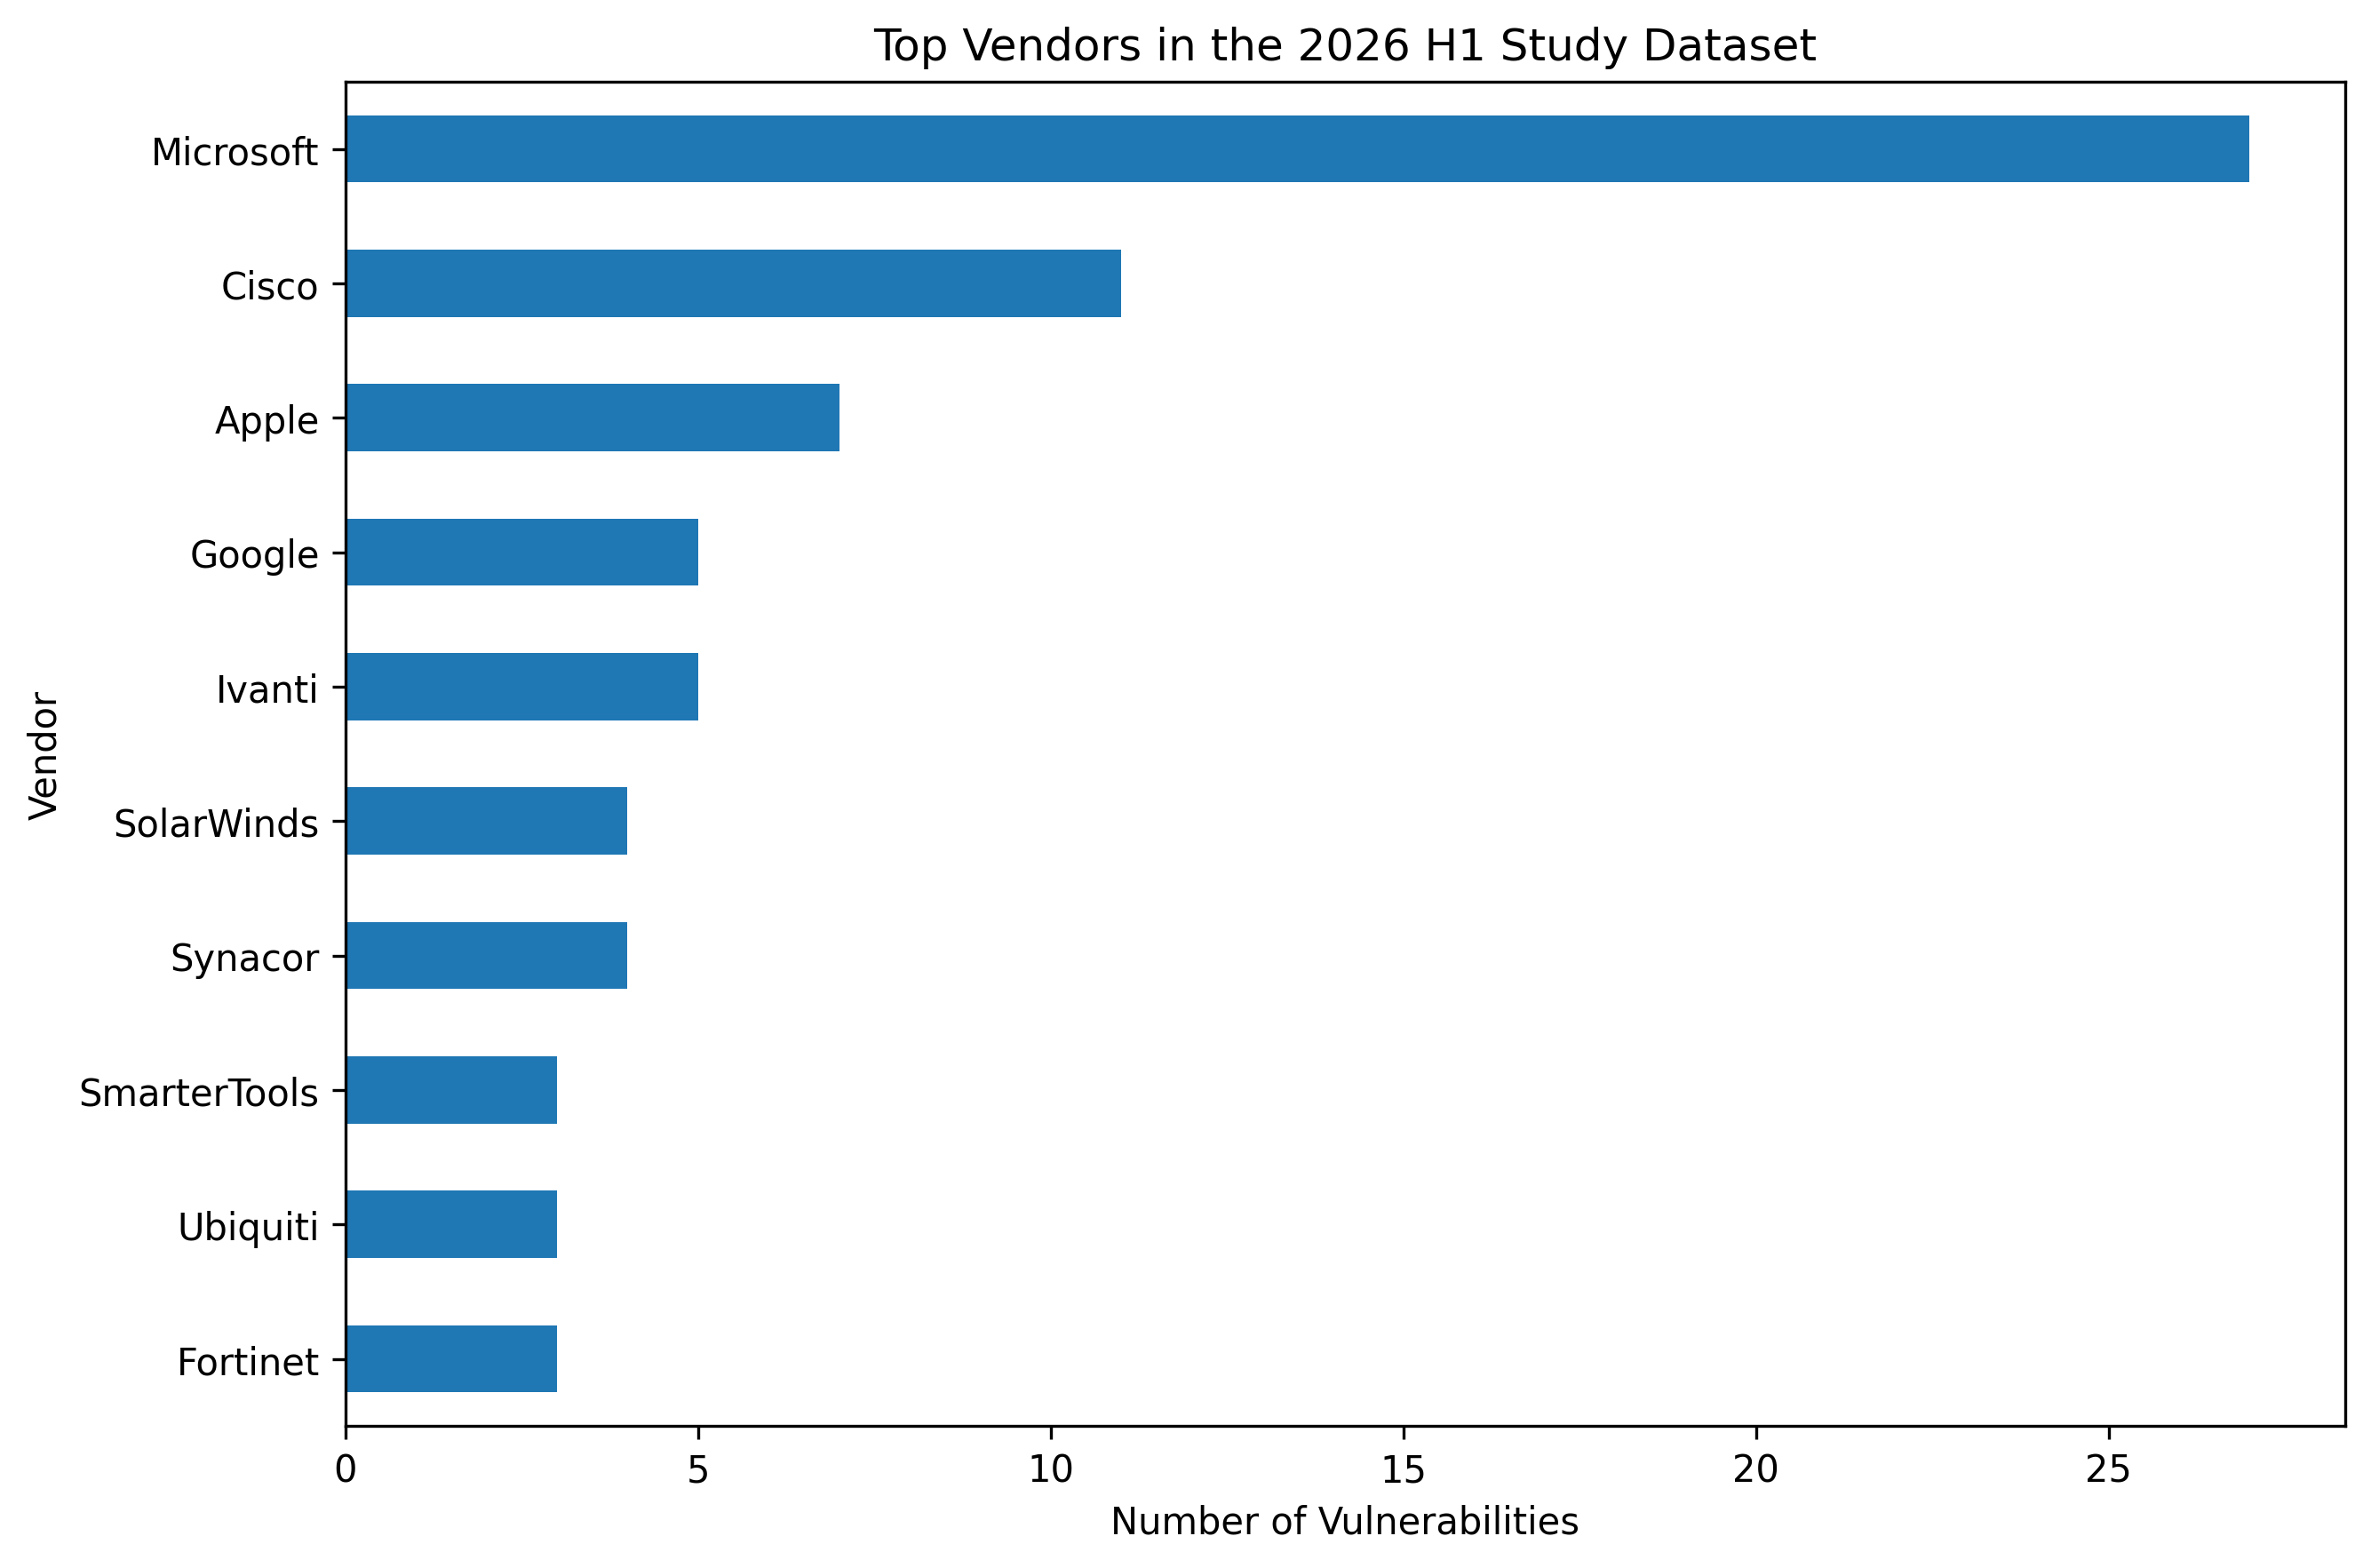 Top Vendors in the 2026 H1 Study Dataset
Microsoft
Cisco
Apple
Google
Ivanti
SolarWinds
Synacor
SmarterTools
Ubiquiti
Fortinet
Vendor
0 5 10 15 20 25
Number of Vulnerabilities